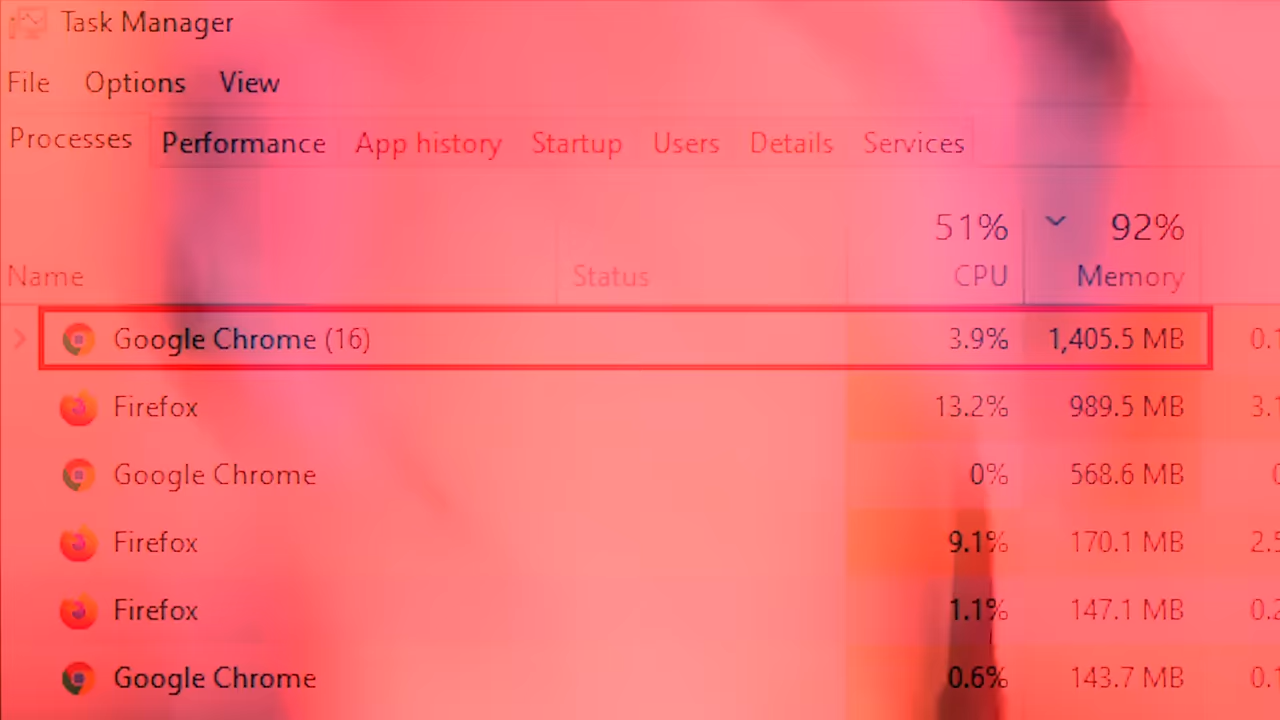 Task Manager
File Options View
Processes Performance App history Startup Users Details Services
51% 92%
Name Status CPU Memory
Google Chrome (16) 3.9% 1,405.5 MB
Firefox 13.2% 989.5 MB
Google Chrome 0% 568.6 MB
Firefox 9.1% 170.1 MB
Firefox 1.1% 147.1 MB
Google Chrome 0.6% 143.7 MB